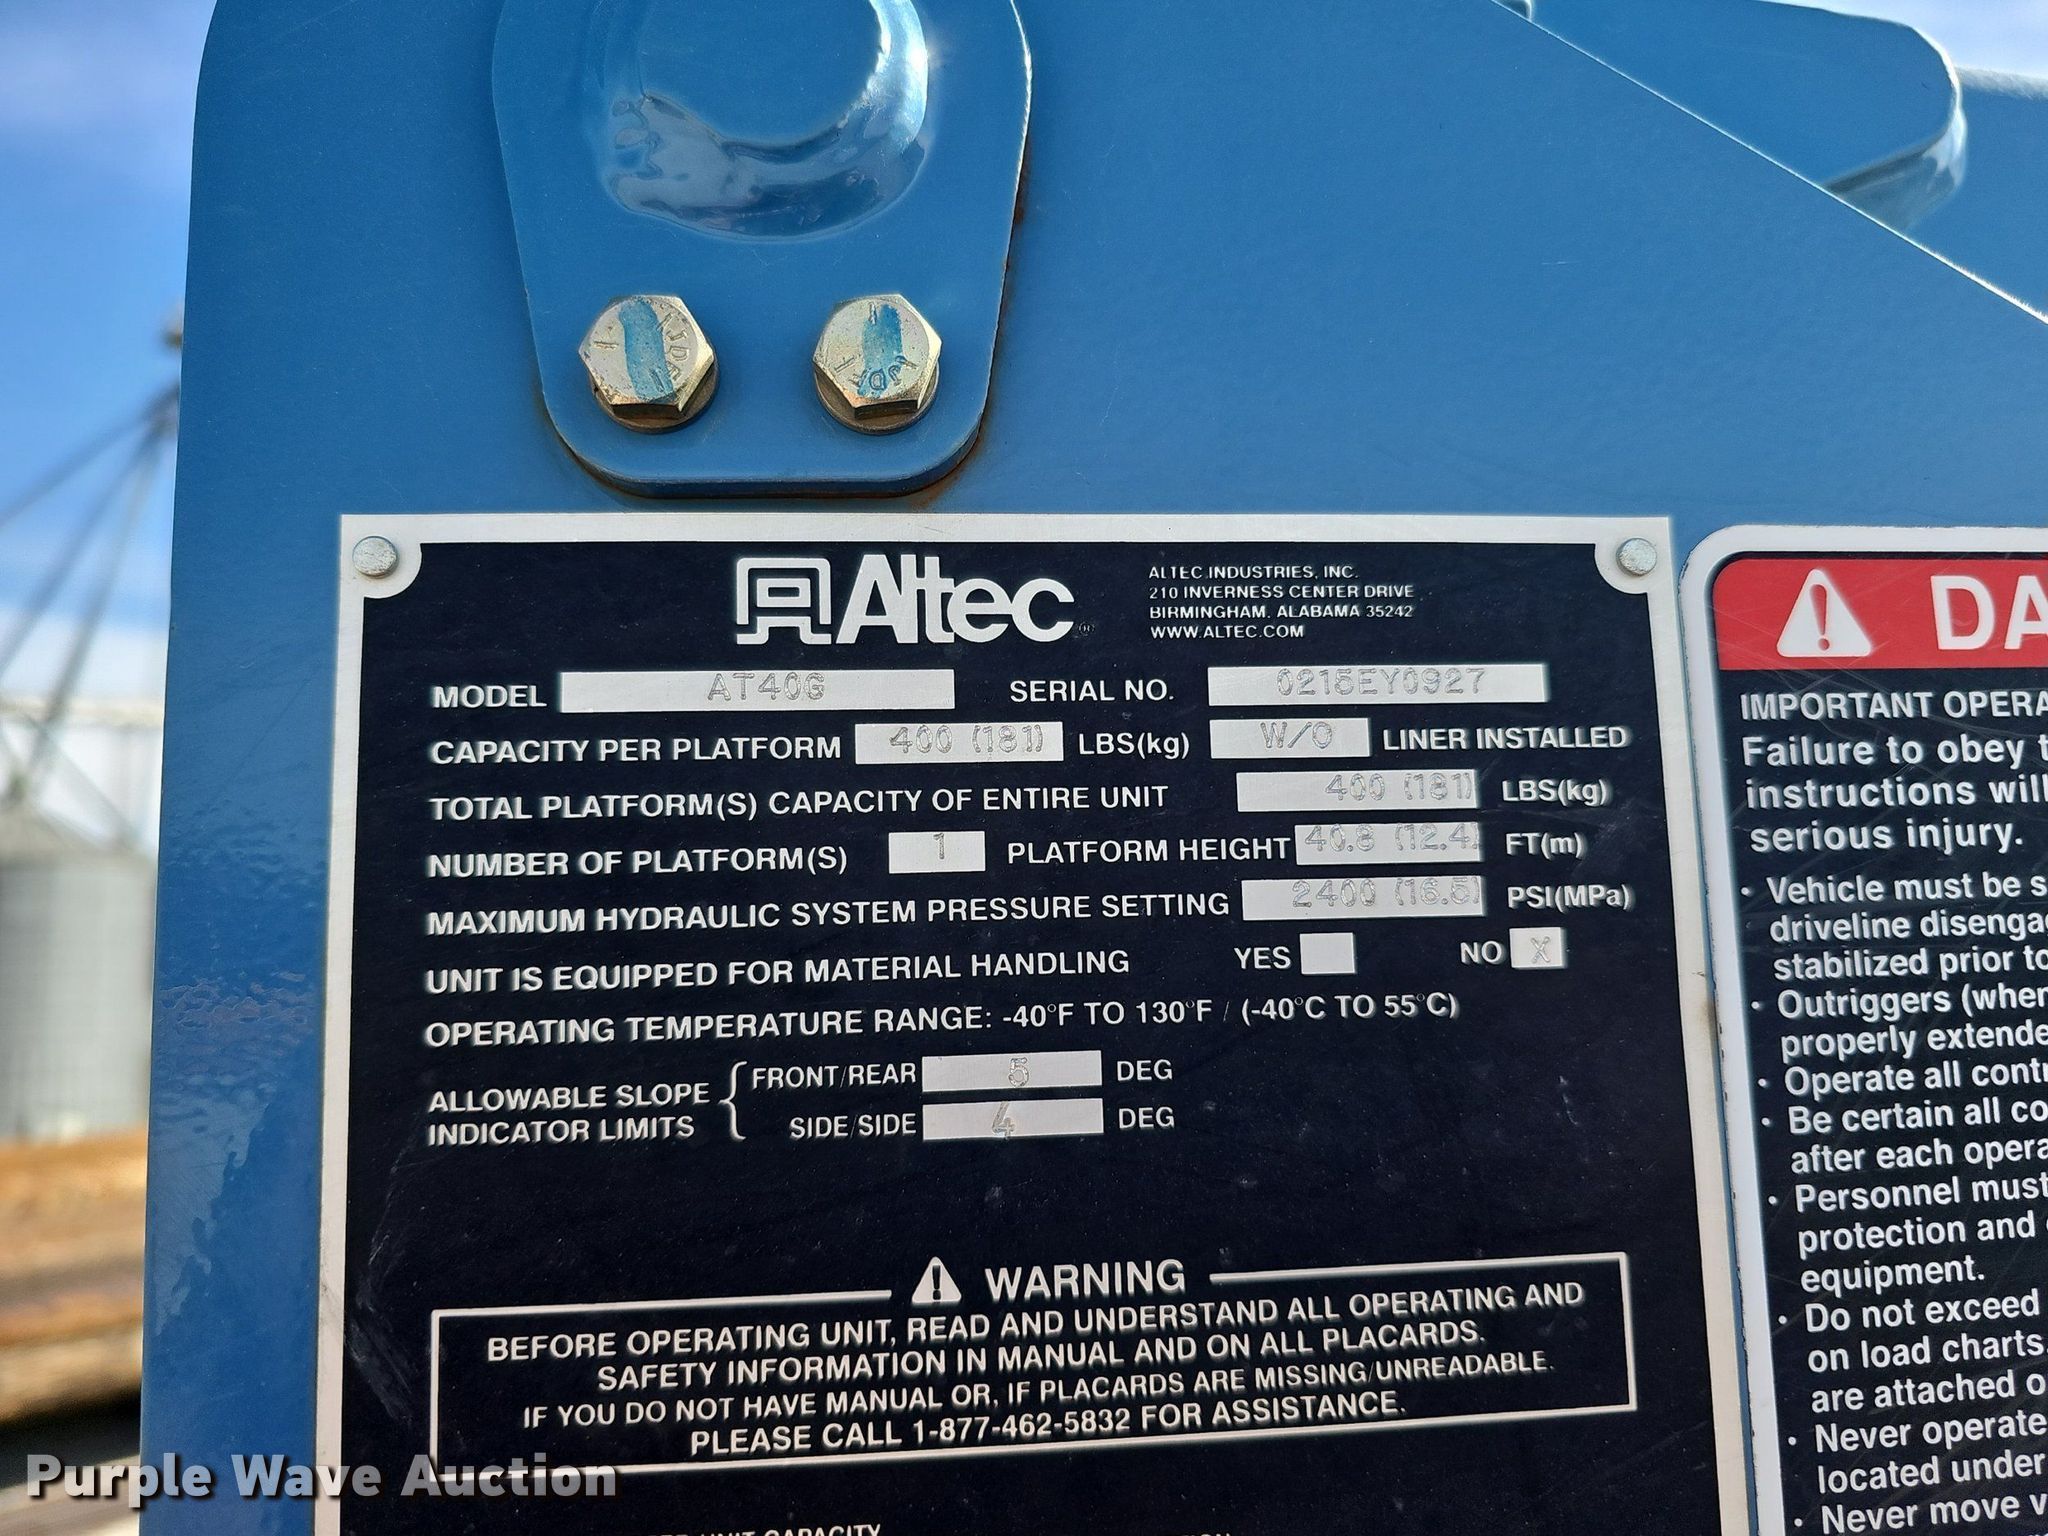 Altec
ALTEC INDUSTRIES, INC.
210 INVERNESS CENTER DRIVE
BIRMINGHAM, ALABAMA 35242
WWW.ALTEC.COM
MODEL AT40G SERIAL NO. 0215EY0927
CAPACITY PER PLATFORM 400 (181) LBS(kg) W/O LINER INSTALLED
TOTAL PLATFORM(S) CAPACITY OF ENTIRE UNIT 400 (181) LBS(kg)
NUMBER OF PLATFORM(S) 1 PLATFORM HEIGHT 40.8 (12.4) FT(m)
MAXIMUM HYDRAULIC SYSTEM PRESSURE SETTING 2400 (16.5) PSI(MPa)
UNIT IS EQUIPPED FOR MATERIAL HANDLING YES NO X
OPERATING TEMPERATURE RANGE: -40°F TO 130°F / (-40°C TO 55°C)
ALLOWABLE SLOPE INDICATOR LIMITS
FRONT/REAR 5 DEG
SIDE/SIDE 4 DEG
WARNING
BEFORE OPERATING UNIT, READ AND UNDERSTAND ALL OPERATING AND
SAFETY INFORMATION IN MANUAL AND ON ALL PLACARDS.
IF YOU DO NOT HAVE MANUAL OR, IF PLACARDS ARE MISSING/UNREADABLE.
PLEASE CALL 1-877-462-5832 FOR ASSISTANCE.
UNIT CAPACITY
DA
IMPORTANT OPERA
Failure to obey t
instructions will
serious injury.
• Vehicle must be s
driveline disenga
stabilized prior to
• Outriggers (when
properly extende
• Operate all contr
• Be certain all co
after each opera
• Personnel must
protection and
equipment.
• Do not exceed
on load charts.
are attached o
• Never operate
located under
• Never move v
Purple Wave Auction